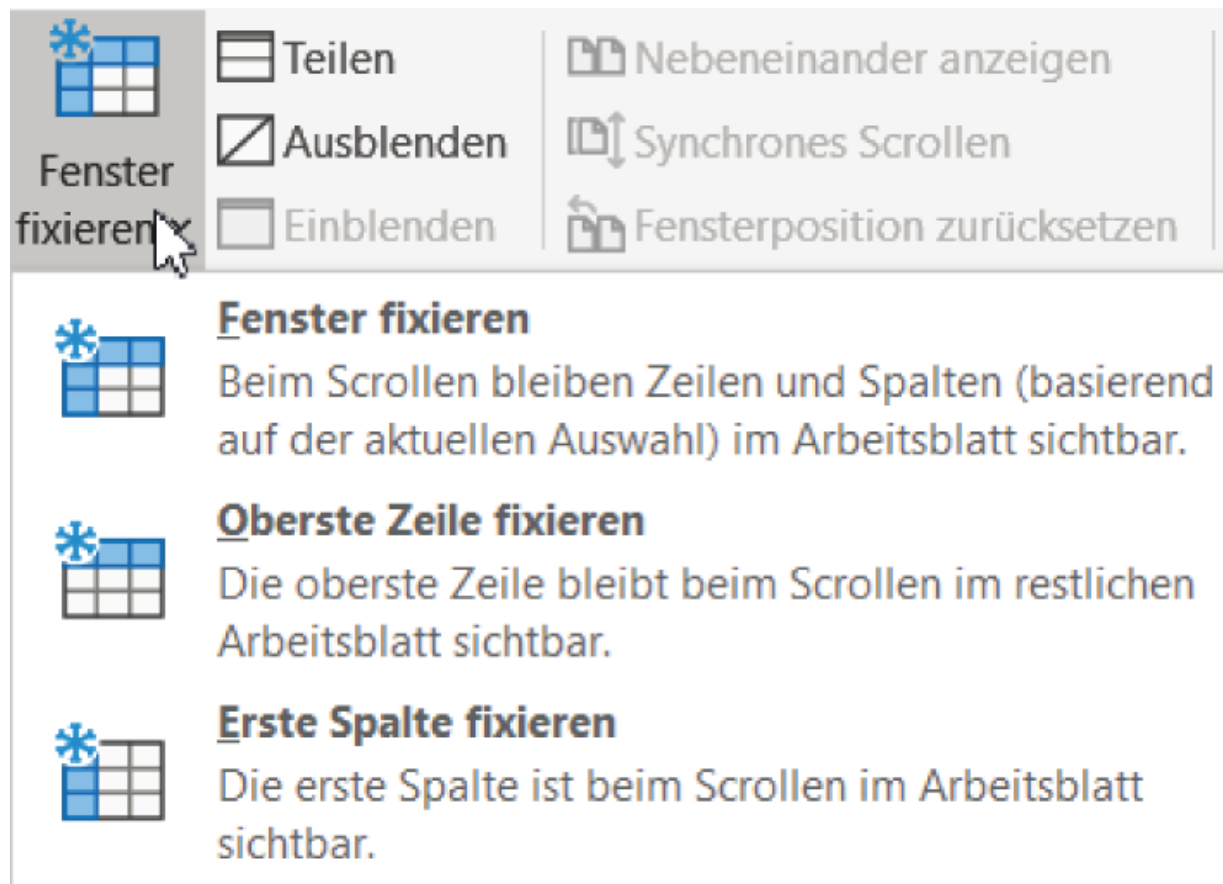 Fenster
fixieren
Teilen
Ausblenden
Einblenden
Nebeneinander anzeigen
Synchrones Scrollen
Fensterposition zurücksetzen
Fenster fixieren
Beim Scrollen bleiben Zeilen und Spalten (basierend
auf der aktuellen Auswahl) im Arbeitsblatt sichtbar.
Oberste Zeile fixieren
Die oberste Zeile bleibt beim Scrollen im restlichen
Arbeitsblatt sichtbar.
Erste Spalte fixieren
Die erste Spalte ist beim Scrollen im Arbeitsblatt
sichtbar.